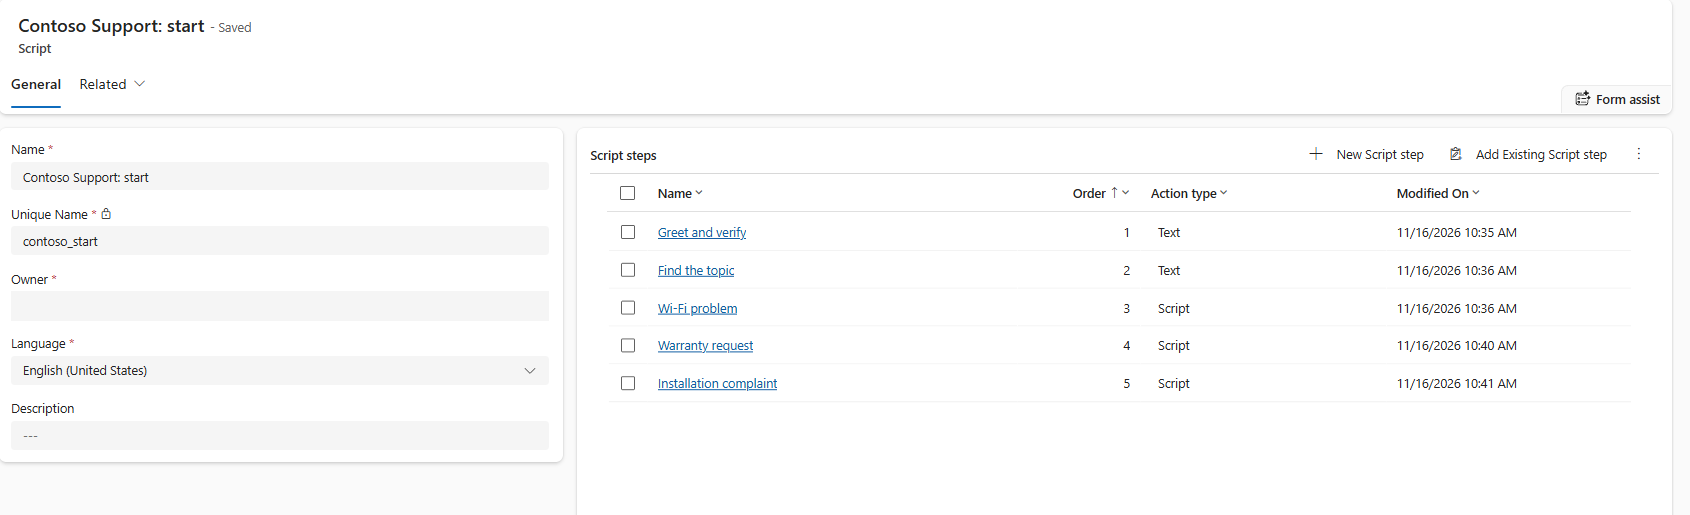 Contoso Support: start - Saved
Script
General Related
Form assist
Name *
Contoso Support: start
Unique Name *
contoso_start
Owner *
Language *
English (United States)
Description
---
Script steps
New Script step Add Existing Script step
Name Order Action type Modified On
Greet and verify 1 Text 11/16/2026 10:35 AM
Find the topic 2 Text 11/16/2026 10:36 AM
Wi-Fi problem 3 Script 11/16/2026 10:36 AM
Warranty request 4 Script 11/16/2026 10:40 AM
Installation complaint 5 Script 11/16/2026 10:41 AM